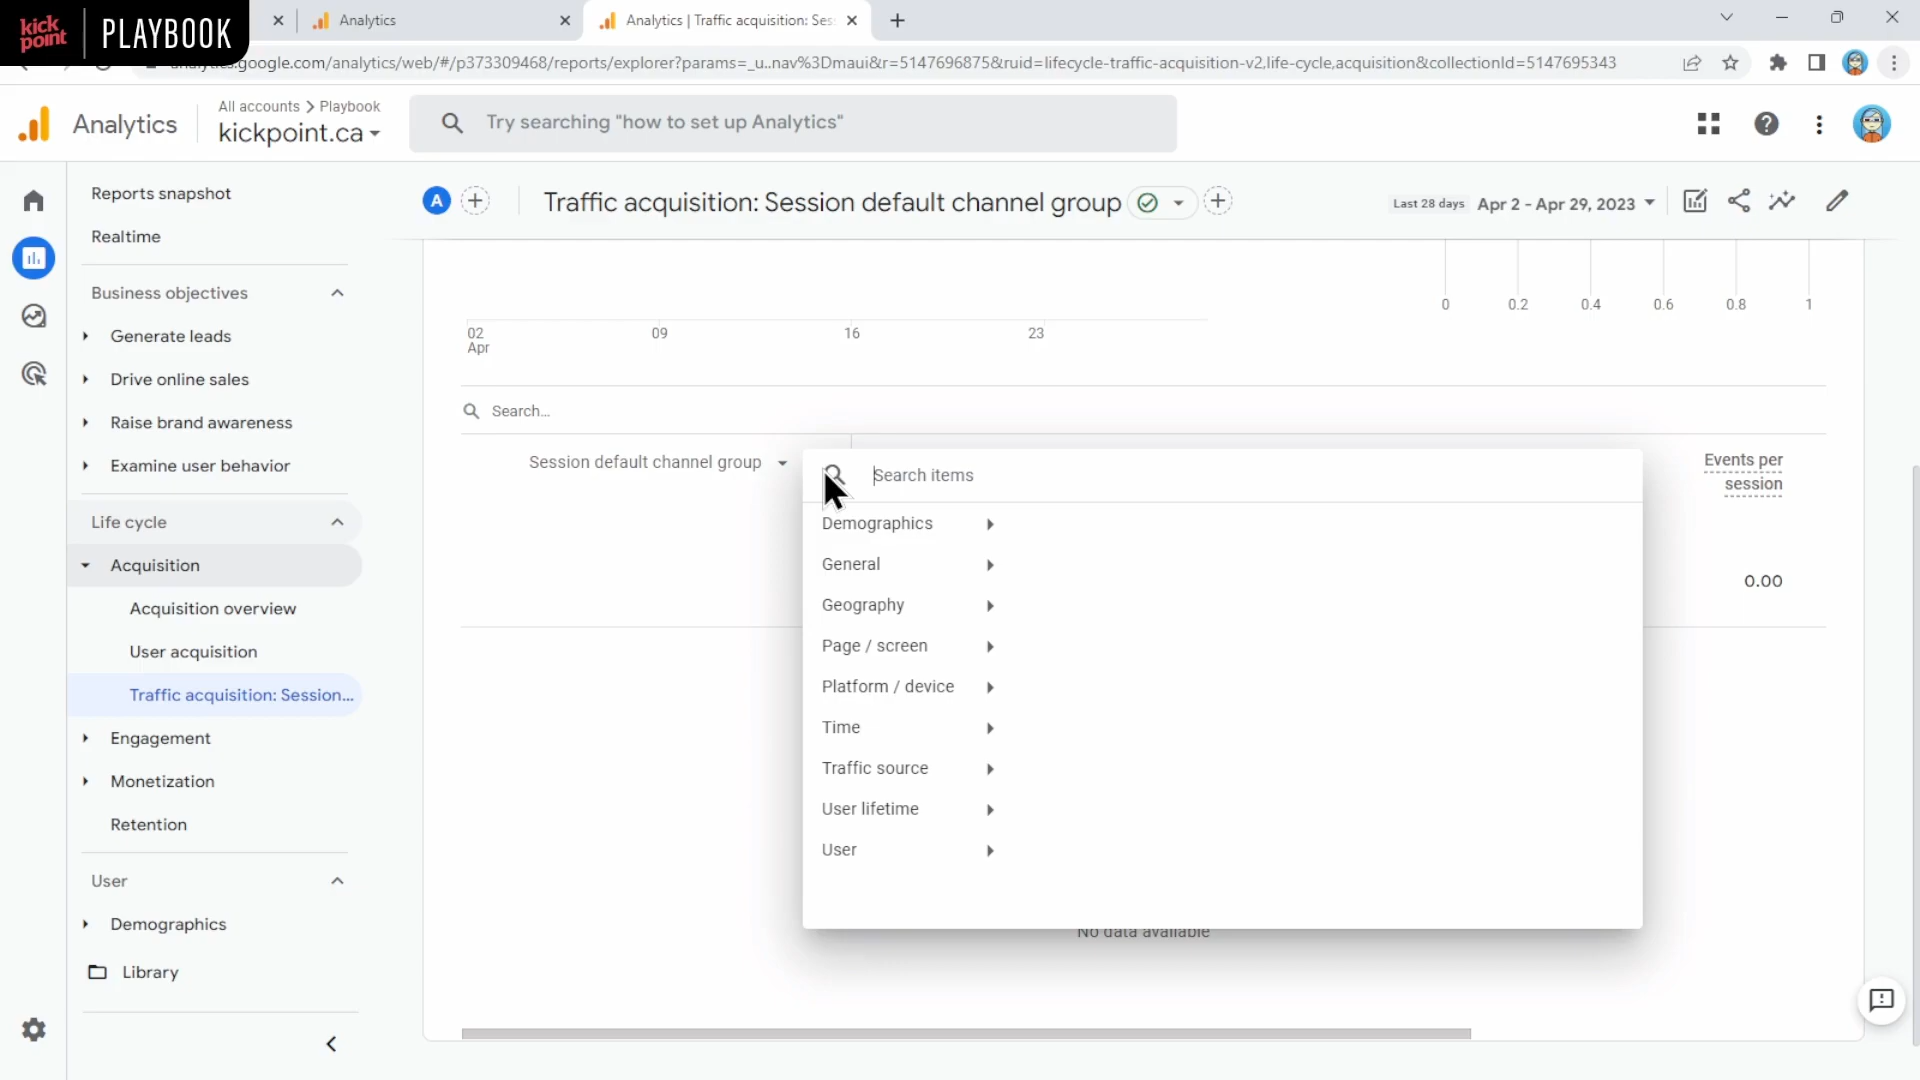 kick
point
PLAYBOOK
Analytics
Analytics | Traffic acquisition: Ses
analytics.google.com/analytics/web/#/p373309468/reports/explorer?params=_u..nav%3Dmaui&r=5147696875&ruid=lifecycle-traffic-acquisition-v2,life-cycle,acquisition&collectionId=5147695343
Analytics
All accounts > Playbook
kickpoint.ca
Try searching "how to set up Analytics"
Reports snapshot
Realtime
Business objectives
Generate leads
Drive online sales
Raise brand awareness
Examine user behavior
Life cycle
Acquisition
Acquisition overview
User acquisition
Traffic acquisition: Session...
Engagement
Monetization
Retention
User
Demographics
Library
A
Traffic acquisition: Session default channel group
Last 28 days
Apr 2 - Apr 29, 2023
0 0.2 0.4 0.6 0.8 1
02 09 16 23
Apr
Search...
Session default channel group
Search items
Events per
session
Demographics
General
0.00
Geography
Page / screen
Platform / device
Time
Traffic source
User lifetime
User
No data available